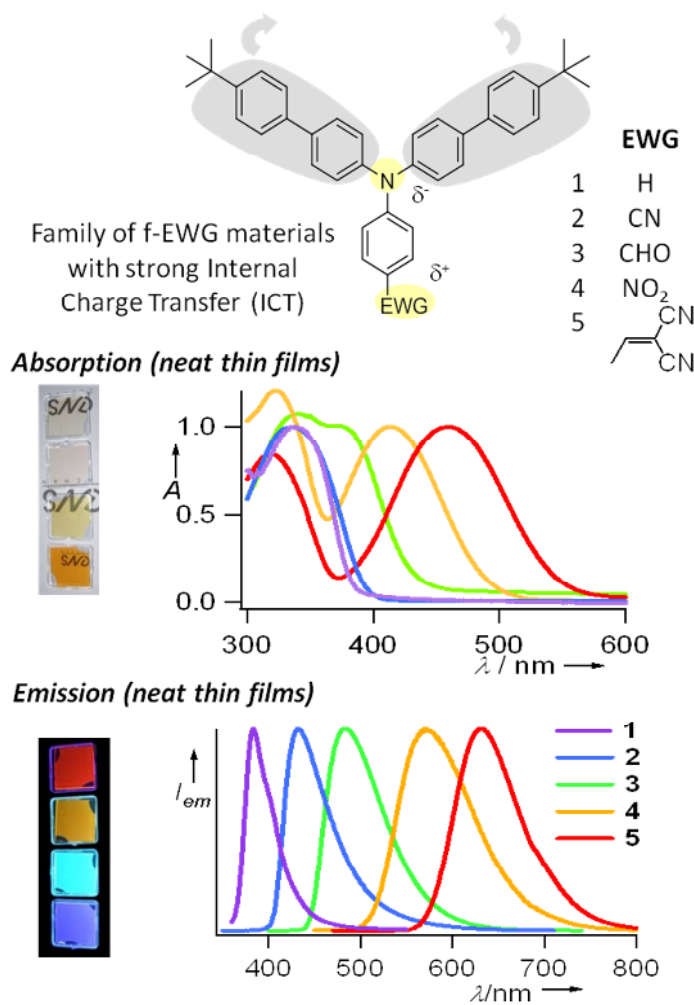 N
δ-
δ+
EWG
Family of f-EWG materials
with strong Internal
Charge Transfer (ICT)
EWG
1 H
2 CN
3 CHO
4 NO2
5 CN
CN
Absorption (neat thin films)
A
1.0
0.5
0.0
300 400 500 600
λ / nm
Emission (neat thin films)
Iem
1
2
3
4
5
400 500 600 700 800
λ/nm